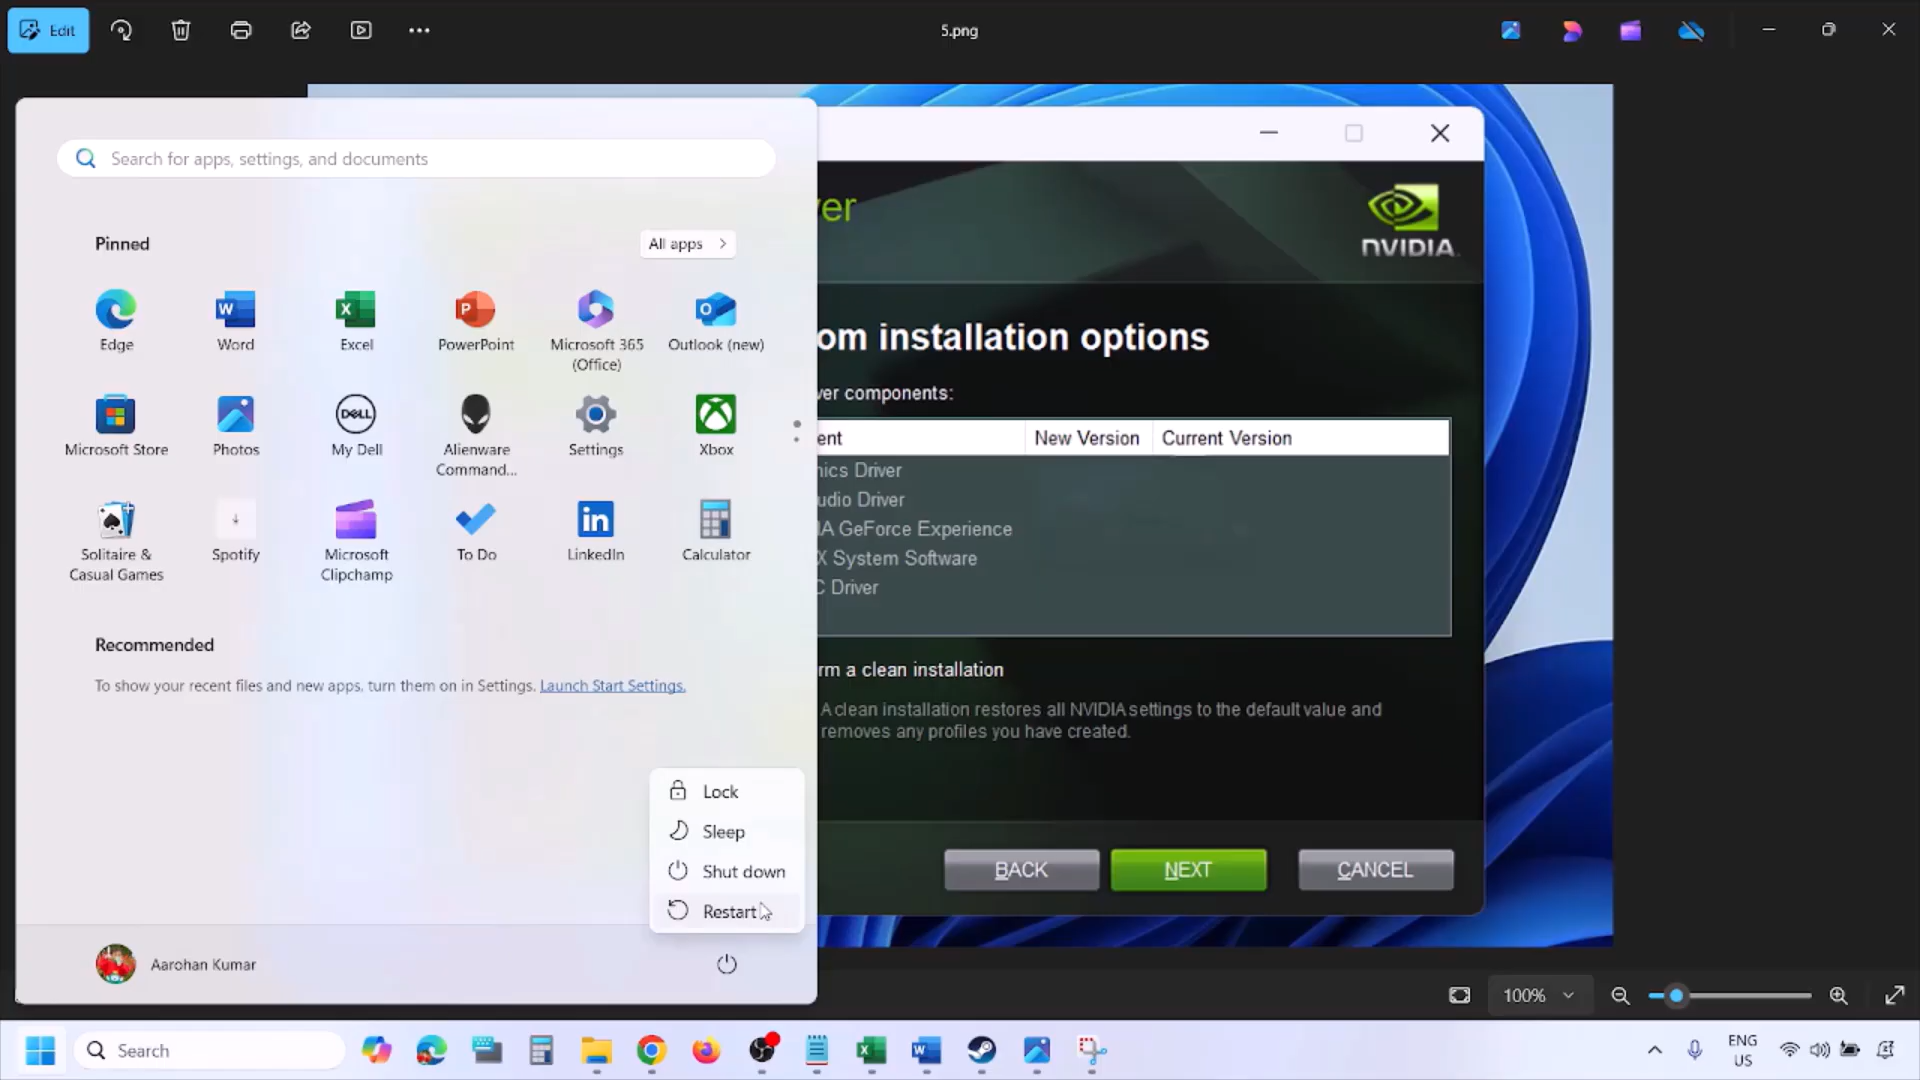 Edit
5.png
Search for apps, settings, and documents
Pinned
All apps
Edge
Word
Excel
PowerPoint
Microsoft 365
(Office)
Outlook (new)
Microsoft Store
Photos
My Dell
Alienware
Command...
Settings
Xbox
Solitaire &
Casual Games
Spotify
Microsoft
Clipchamp
To Do
LinkedIn
Calculator
Recommended
To show your recent files and new apps, turn them on in Settings. Launch Start Settings.
Lock
Sleep
Shut down
Restart
Aarohan Kumar
ver
NVIDIA
om installation options
ver components:
ent New Version Current Version
nics Driver
udio Driver
IA GeForce Experience
X System Software
C Driver
rm a clean installation
A clean installation restores all NVIDIA settings to the default value and
removes any profiles you have created.
BACK NEXT CANCEL
100%
Search
ENG
US